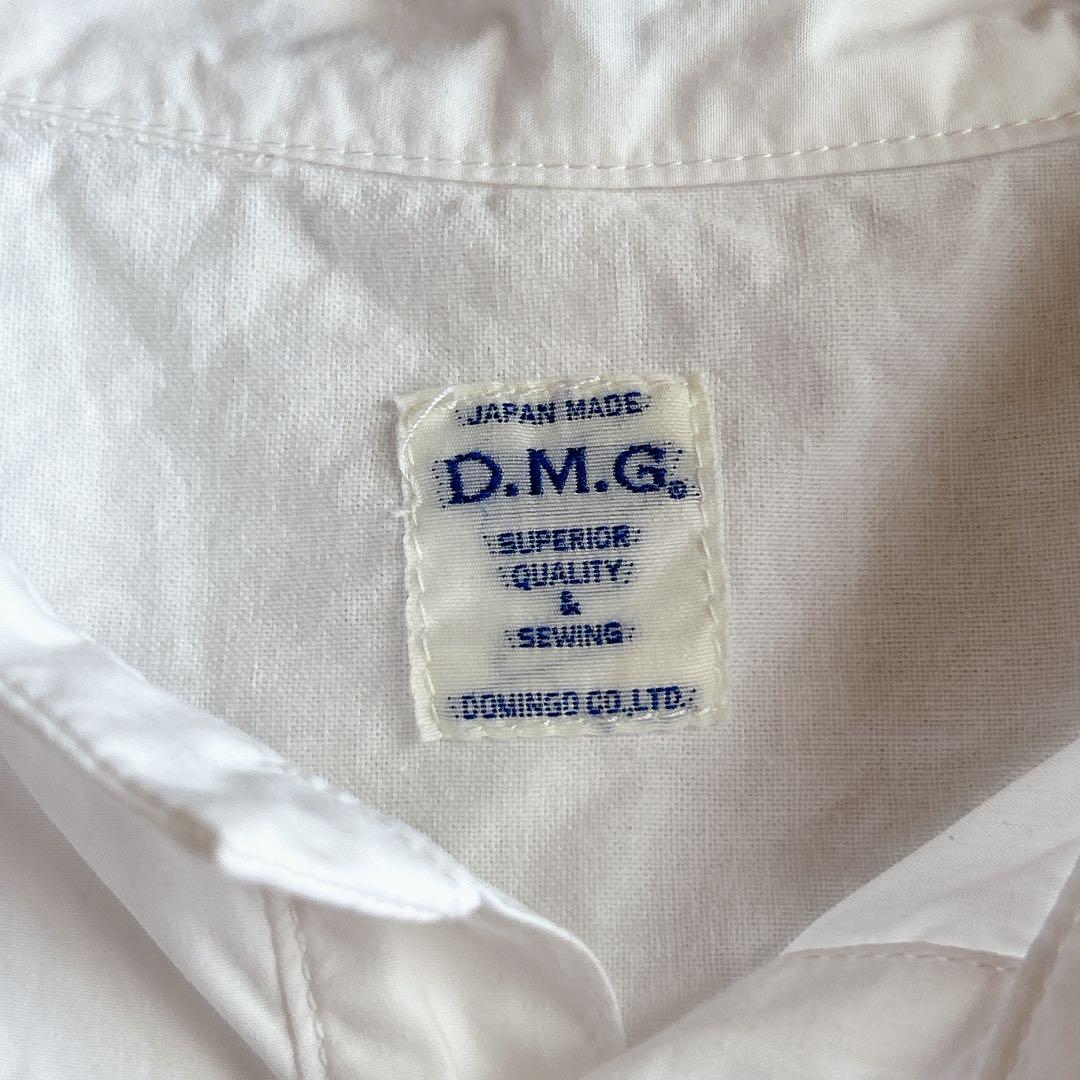 JAPAN MADE
D.M.G.®
SUPERIOR
QUALITY
&
SEWING
DOMINGO CO.,LTD.